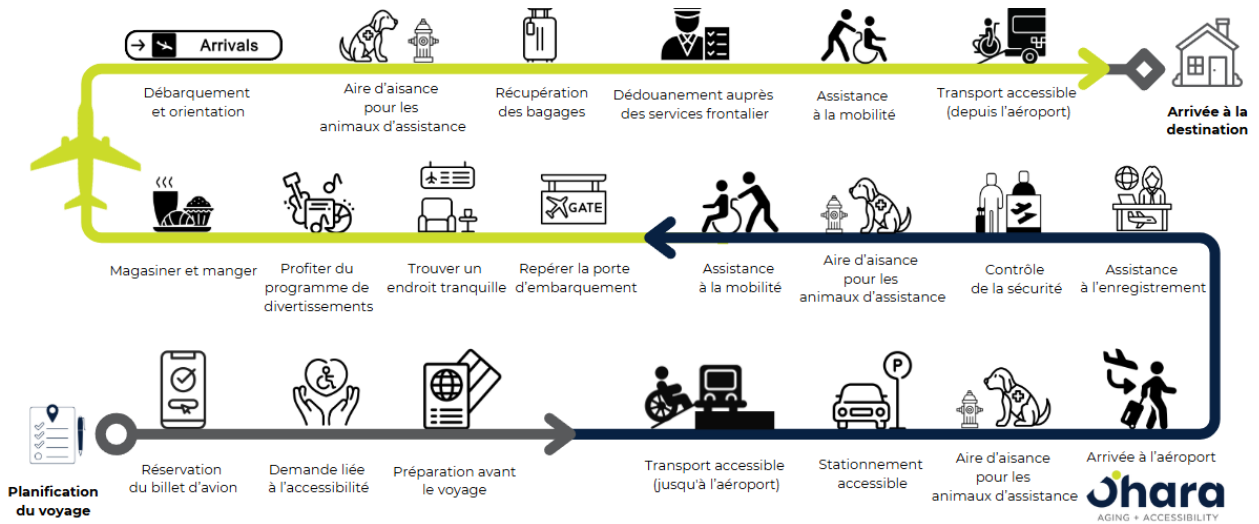 Arrivals
Débarquement
et orientation
Aire d'aisance
pour les
animaux d'assistance
Récupération
des bagages
Dédouanement auprès
des services frontalier
Assistance
à la mobilité
Transport accessible
(depuis l'aéroport)
Arrivée à la
destination
GATE
Magasiner et manger
Profiter du
programme de
divertissements
Trouver un
endroit tranquille
Repérer la porte
d'embarquement
Assistance
à la mobilité
Aire d'aisance
pour les
animaux d'assistance
Contrôle
de la sécurité
Assistance
à l'enregistrement
P
Planification
du voyage
Réservation
du billet d'avion
Demande liée
à l'accessibilité
Préparation avant
le voyage
Transport accessible
(jusqu'à l'aéroport)
Stationnement
accessible
Aire d'aisance
pour les
animaux d'assistance
Arrivée à l'aéroport
Ohara
AGING + ACCESSIBILITY